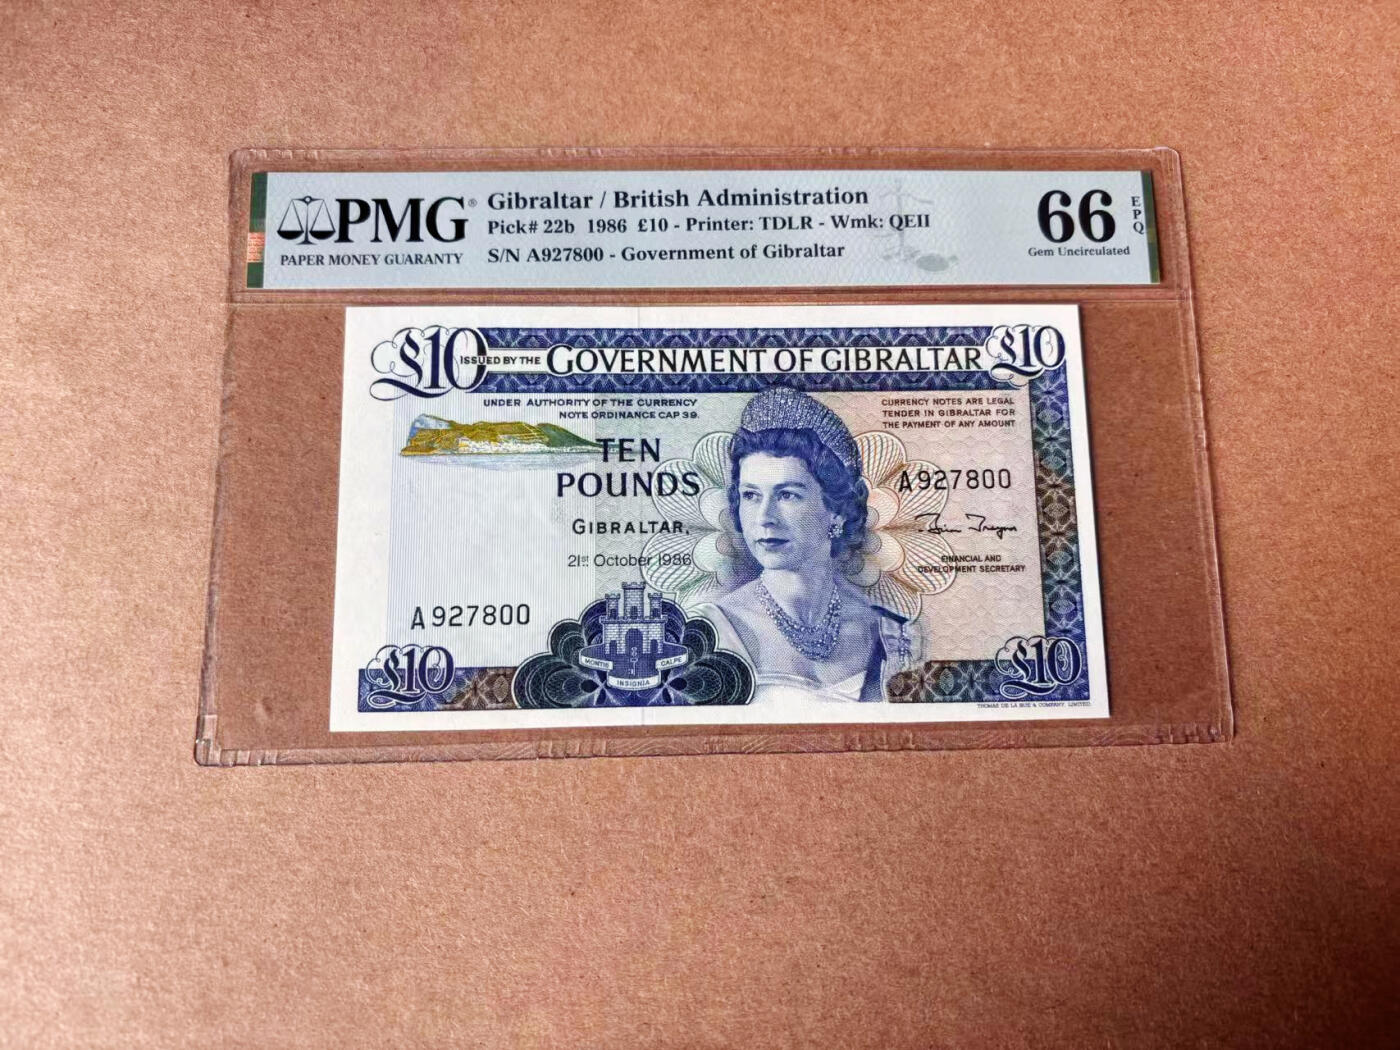 PMG®
PAPER MONEY GUARANTY
Gibraltar / British Administration
Pick# 22b 1986 £10 - Printer: TDLR - Wmk: QEII
S/N A927800 - Government of Gibraltar
66
EPQ
Gem Uncirculated
£10
ISSUED BY THE GOVERNMENT OF GIBRALTAR
£10
UNDER AUTHORITY OF THE CURRENCY
NOTE ORDINANCE CAP 39.
CURRENCY NOTES ARE LEGAL
TENDER IN GIBRALTAR FOR
THE PAYMENT OF ANY AMOUNT
TEN
POUNDS
GIBRALTAR,
21st October 1986
A927800
FINANCIAL AND
DEVELOPMENT SECRETARY
A927800
£10
MONTIS
CALPE
INSIGNIA
£10
THOMAS DE LA RUE & COMPANY, LIMITED.